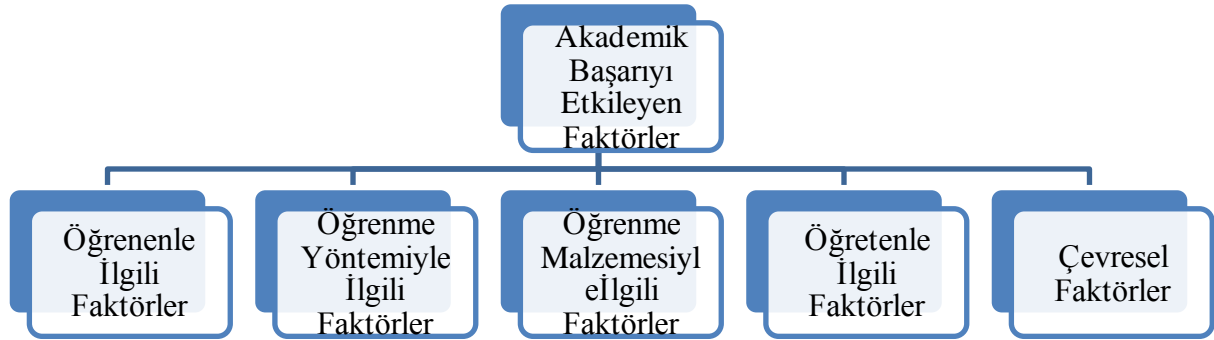 Akademik
Başarıyı
Etkileyen
Faktörler
Öğrenenle
İlgili
Faktörler
Öğrenme
Yöntemiyle
İlgili
Faktörler
Öğrenme
Malzemesiyl
eİlgili
Faktörler
Öğretenle
İlgili
Faktörler
Çevresel
Faktörler